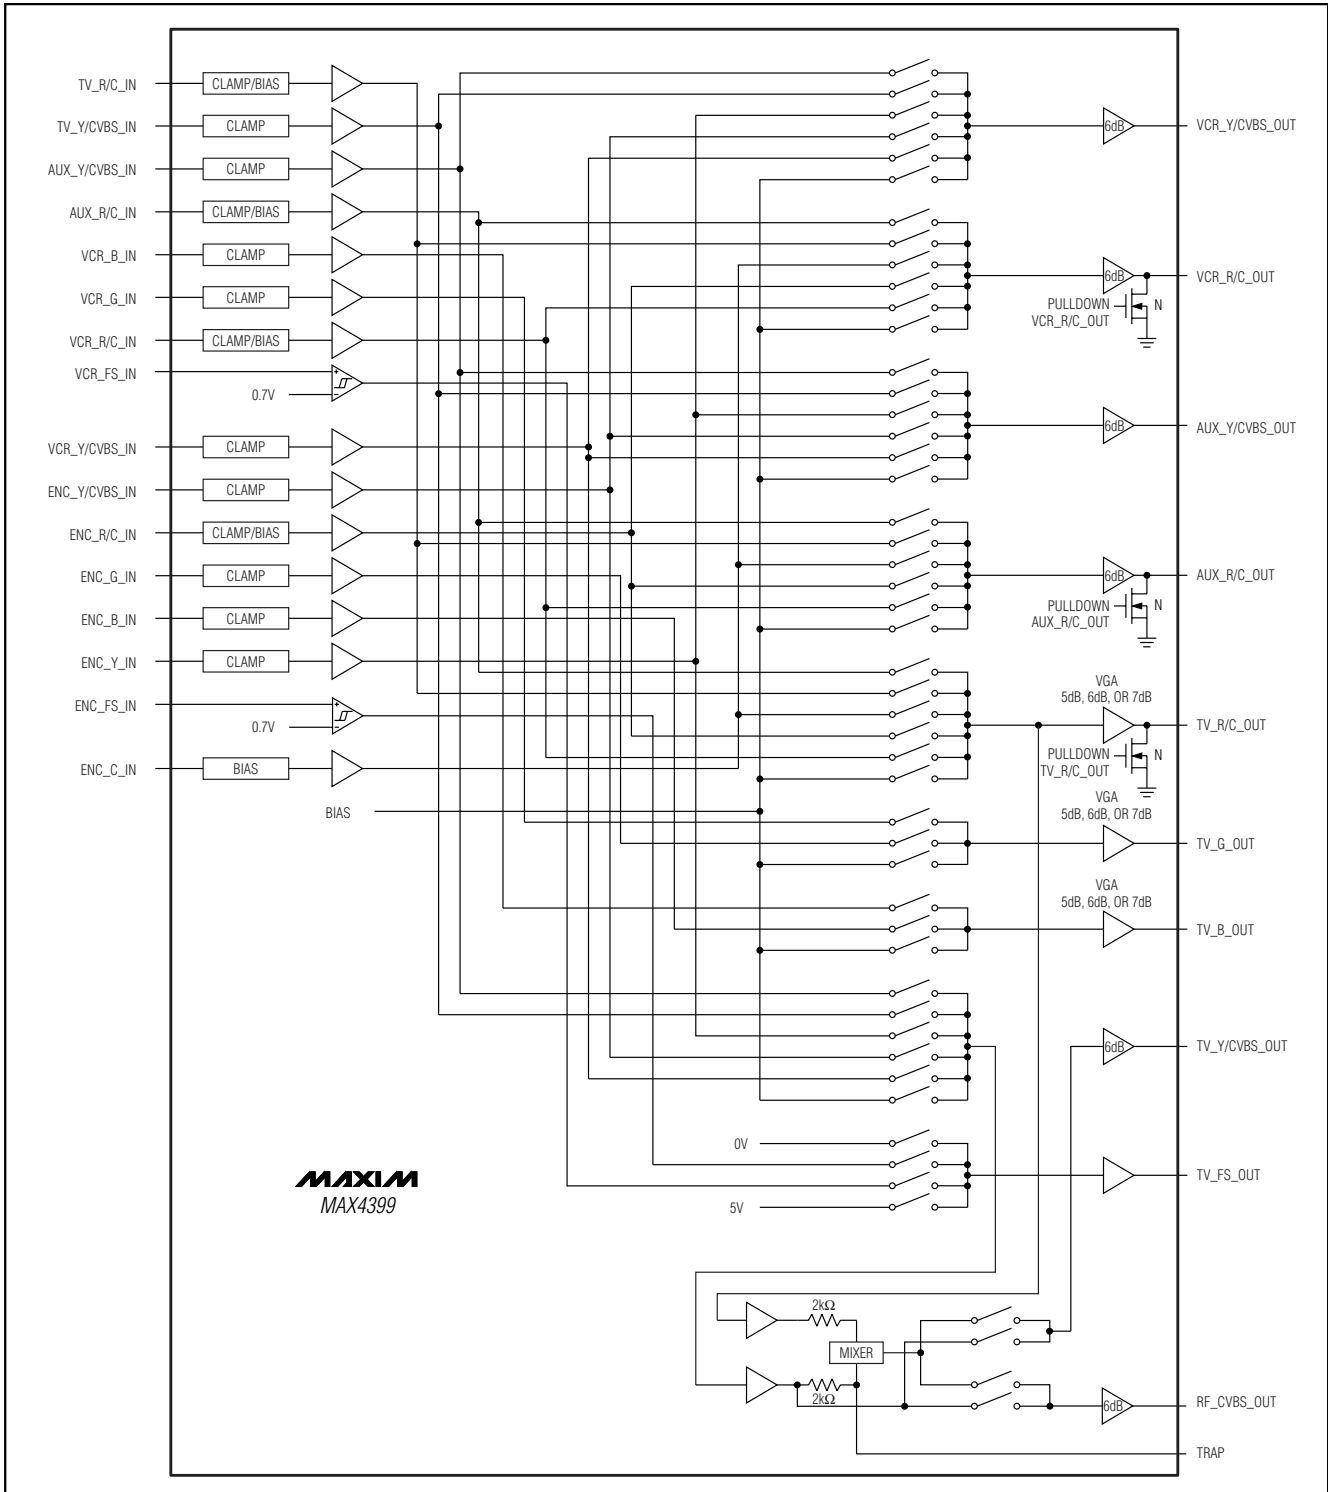 TV_R/C_IN
CLAMP/BIAS
TV_Y/CVBS_IN
CLAMP
AUX_Y/CVBS_IN
CLAMP
AUX_R/C_IN
CLAMP/BIAS
VCR_B_IN
CLAMP
VCR_G_IN
CLAMP
VCR_R/C_IN
CLAMP/BIAS
VCR_FS_IN
0.7V
+
−
VCR_Y/CVBS_IN
CLAMP
ENC_Y/CVBS_IN
CLAMP
ENC_R/C_IN
CLAMP/BIAS
ENC_G_IN
CLAMP
ENC_B_IN
CLAMP
ENC_Y_IN
CLAMP
ENC_FS_IN
0.7V
+
−
ENC_C_IN
BIAS
BIAS
6dB
VCR_Y/CVBS_OUT
6dB
VCR_R/C_OUT
PULLDOWN
VCR_R/C_OUT
N
6dB
AUX_Y/CVBS_OUT
6dB
AUX_R/C_OUT
PULLDOWN
AUX_R/C_OUT
N
VGA
5dB, 6dB, OR 7dB
TV_R/C_OUT
PULLDOWN
TV_R/C_OUT
N
VGA
5dB, 6dB, OR 7dB
TV_G_OUT
VGA
5dB, 6dB, OR 7dB
TV_B_OUT
6dB
TV_Y/CVBS_OUT
0V
5V
TV_FS_OUT
MAXIM
MAX4399
2kΩ
MIXER
2kΩ
6dB
RF_CVBS_OUT
TRAP